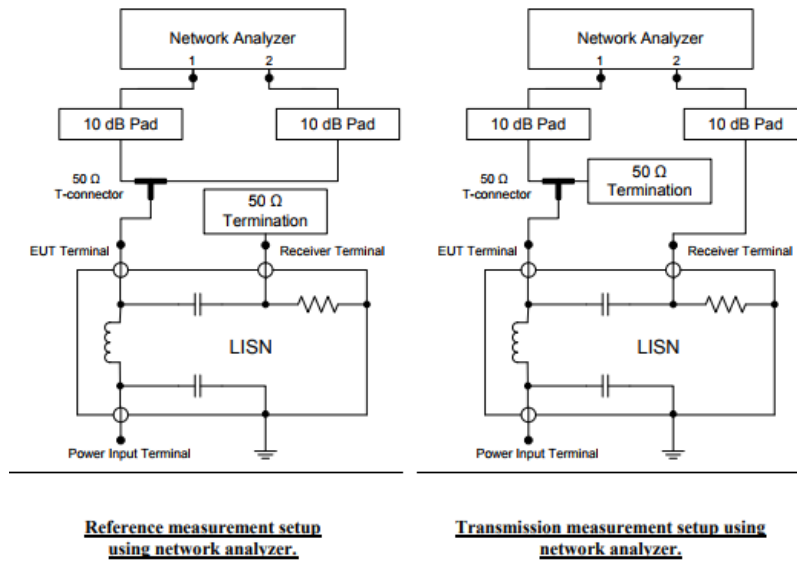 Network Analyzer
1 2
10 dB Pad
10 dB Pad
50 Ω
T-connector
50 Ω
Termination
EUT Terminal
Receiver Terminal
LISN
Power Input Terminal
Reference measurement setup
using network analyzer.
Network Analyzer
1 2
10 dB Pad
10 dB Pad
50 Ω
T-connector
50 Ω
Termination
EUT Terminal
Receiver Terminal
LISN
Power Input Terminal
Transmission measurement setup using
network analyzer.